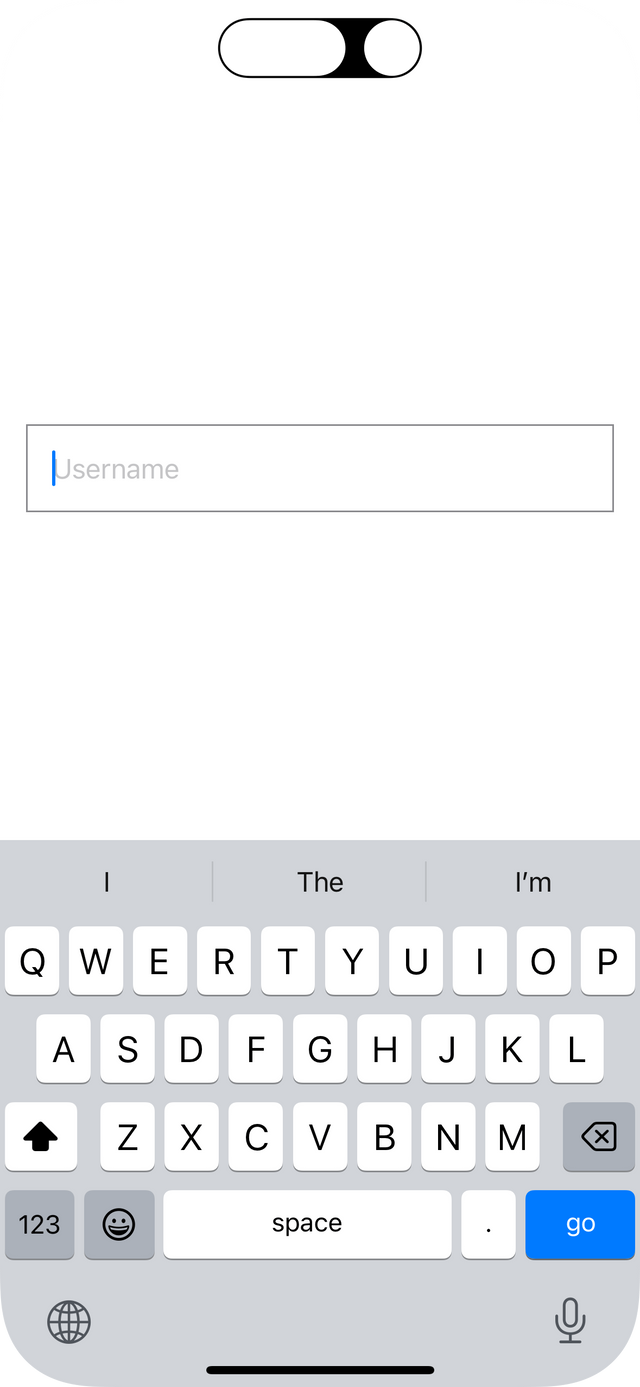 Username
I The I’m
Q W E R T Y U I O P
A S D F G H J K L
Z X C V B N M
123 space . go